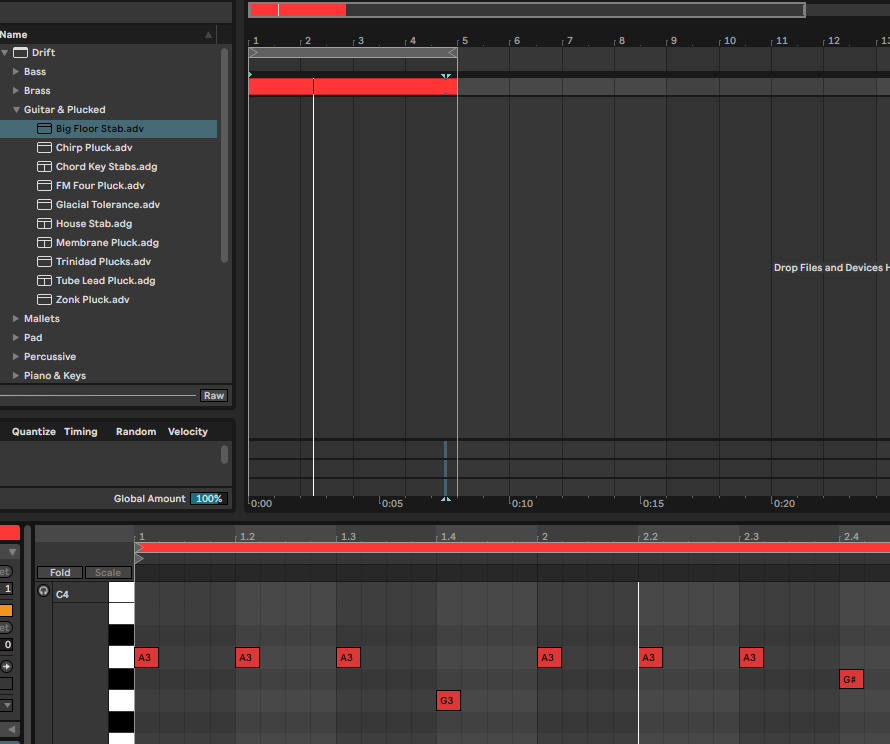 Name
Drift
Bass
Brass
Guitar & Plucked
Big Floor Stab.adv
Chirp Pluck.adv
Chord Key Stabs.adg
FM Four Pluck.adv
Glacial Tolerance.adv
House Stab.adg
Membrane Pluck.adg
Trinidad Plucks.adv
Tube Lead Pluck.adg
Zonk Pluck.adv
Mallets
Pad
Percussive
Piano & Keys
Raw
Quantize Timing Random Velocity
Global Amount 100%
1 2 3 4 5 6 7 8 9 10 11 12 13
Drop Files and Devices H
0:00 0:05 0:10 0:15 0:20
et
1
et
0
1 1.2 1.3 1.4 2 2.2 2.3 2.4
Fold Scale
C4
A3 A3 A3 A3 A3 A3
G#
G3